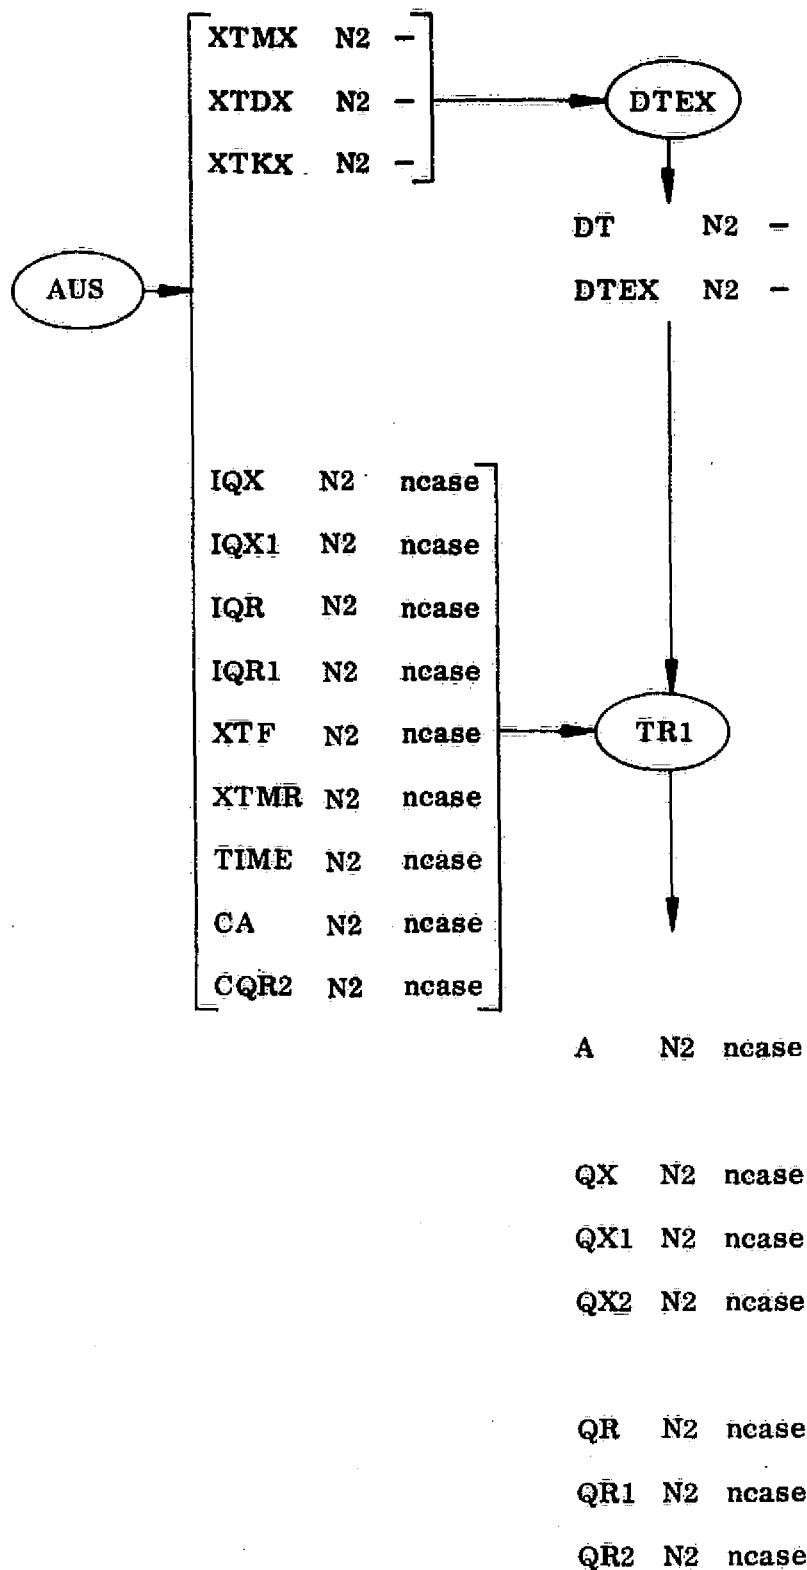 XTMX N2 -
XTDX N2 -
XTKX N2 -
DTEX
DT N2 -
DTEX N2 -
AUS
IQX N2 ncase
IQX1 N2 ncase
IQR N2 ncase
IQR1 N2 ncase
XTF N2 ncase
XTMR N2 ncase
TIME N2 ncase
CA N2 ncase
CQR2 N2 ncase
TR1
A N2 ncase
QX N2 ncase
QX1 N2 ncase
QX2 N2 ncase
QR N2 ncase
QR1 N2 ncase
QR2 N2 ncase